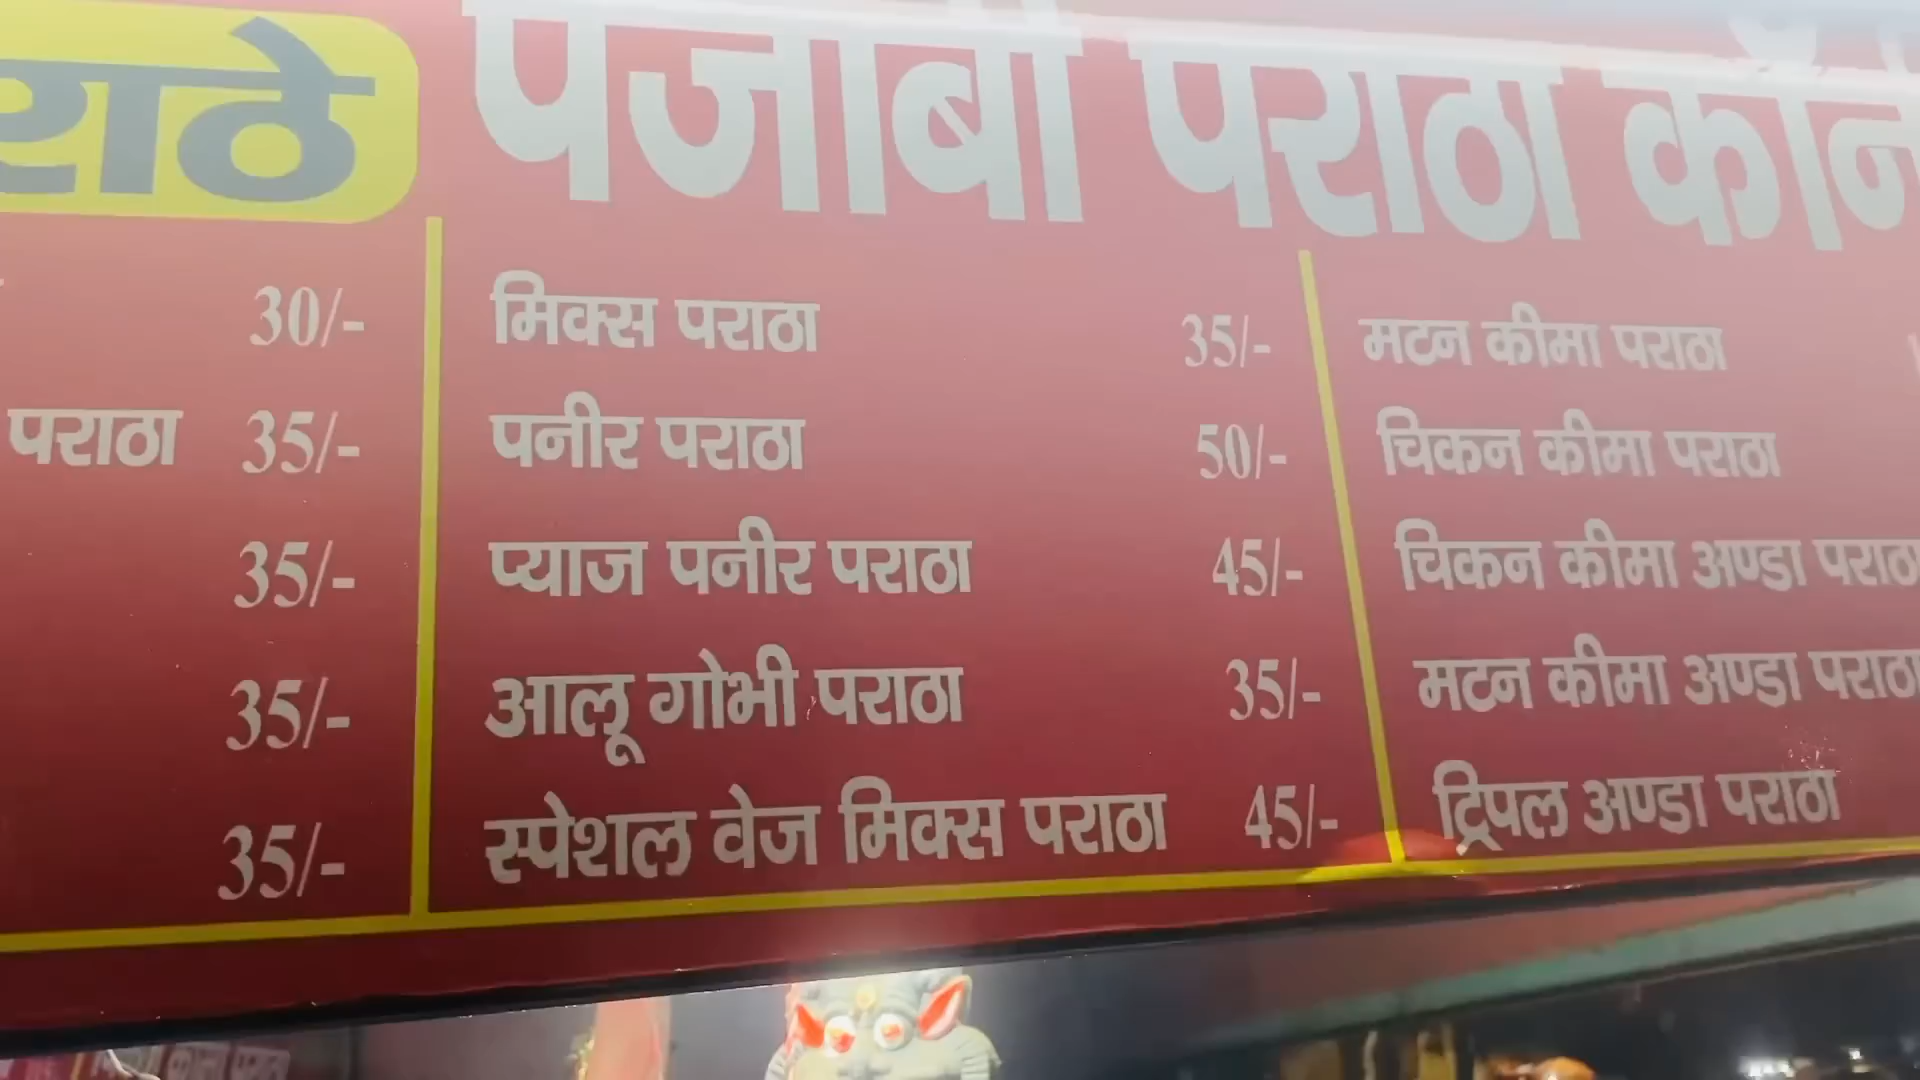 पंजाबी पराठा
30/-
पराठा 35/-
35/-
35/-
35/-
मिक्स पराठा 35/-
पनीर पराठा 50/-
प्याज पनीर पराठा 45/-
आलू गोभी पराठा 35/-
स्पेशल वेज मिक्स पराठा 45/-
मटन कीमा पराठा
चिकन कीमा पराठा
चिकन कीमा अण्डा पराठा
मटन कीमा अण्डा पराठा
ट्रिपल अण्डा पराठा